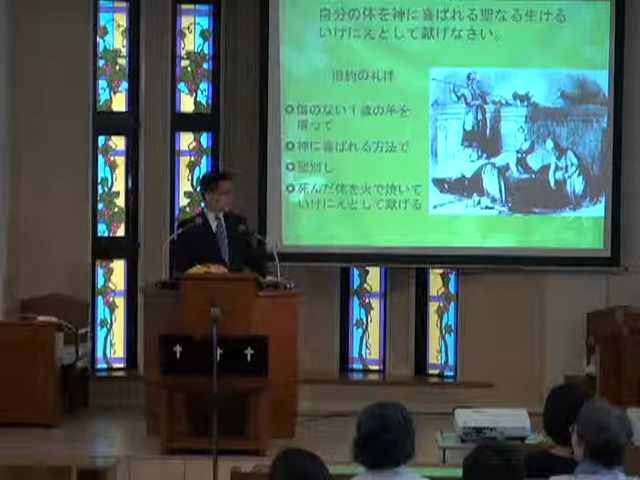 自分の体を神に喜ばれる聖なる生ける
いけにえとして献げなさい。
旧約の礼拝
傷のない1歳の羊を
屠って
神に喜ばれる方法で
聖別し
死んだ体を火で焼いて
いけにえとして献げる